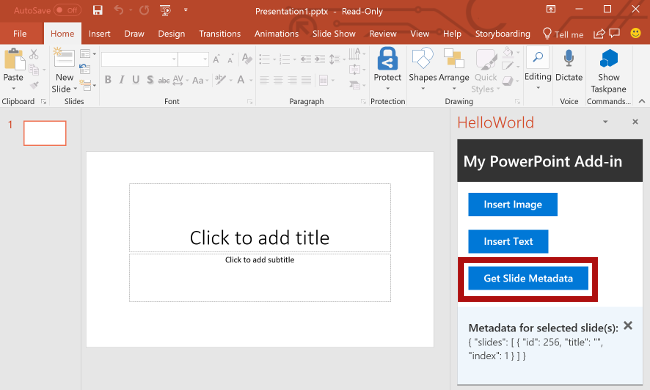 AutoSave Off
Presentation1.pptx - Read-Only
File Home Insert Draw Design Transitions Animations Slide Show Review View Help Storyboarding Tell me
Paste
New
Slide
B I U S abc AV Aa A
Protect
Shapes Arrange Quick
Styles
Editing
Dictate
Show
Taskpane
Clipboard Slides Font Paragraph Protection Drawing Voice Commands...
1
Click to add title
Click to add subtitle
HelloWorld
My PowerPoint Add-in
Insert Image
Insert Text
Get Slide Metadata
Metadata for selected slide(s):
{ "slides": [ { "id": 256, "title": "",
"index": 1 } ] }